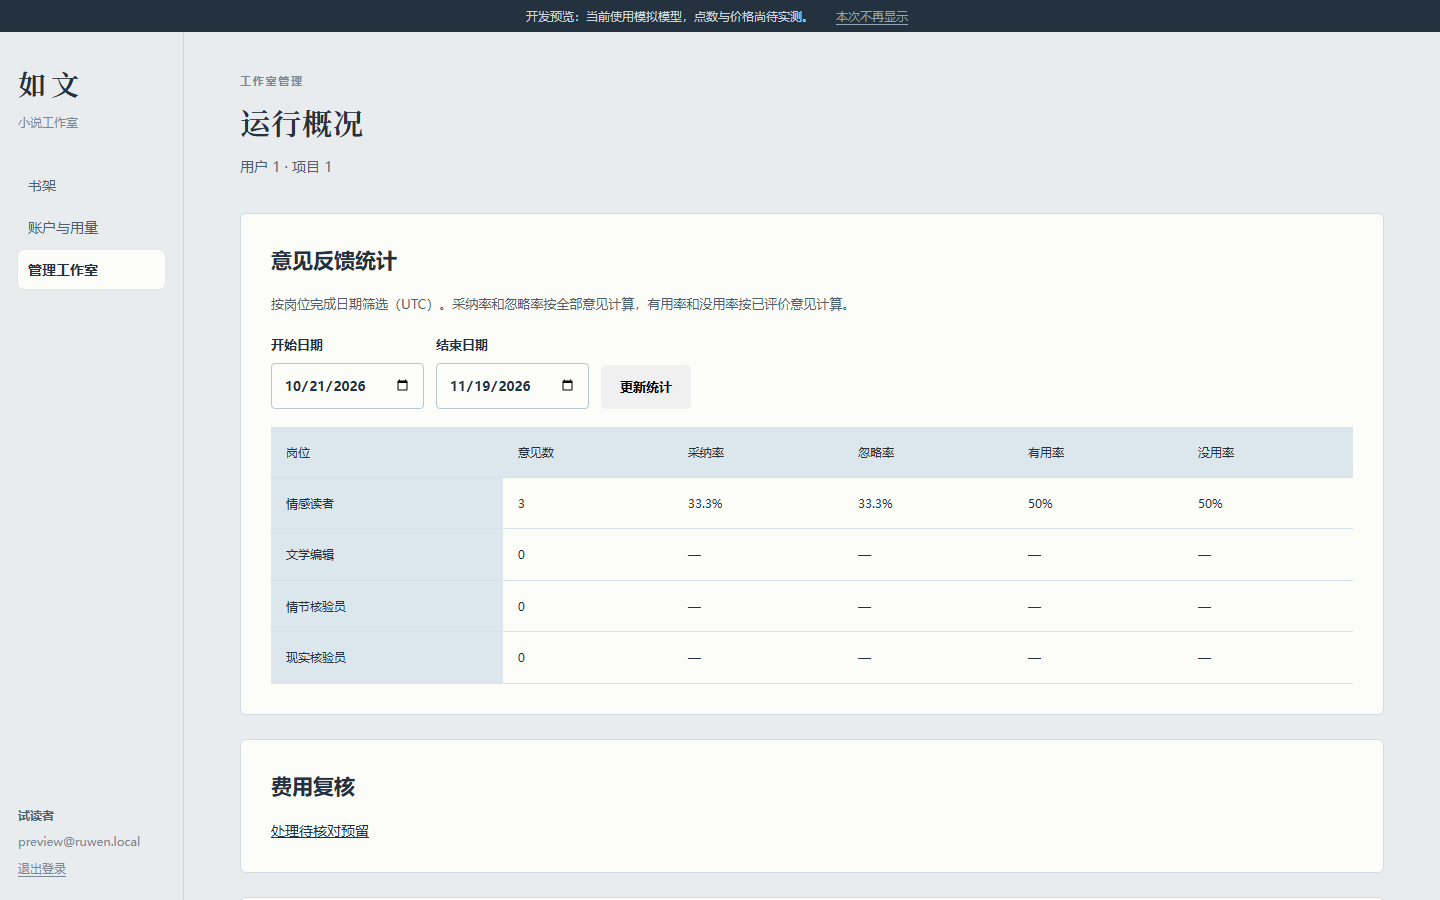 开发预览：当前使用模拟模型，点数与价格尚待实测。 本次不再显示
如文
小说工作室
书架
账户与用量
管理工作室
试读者
preview@ruwen.local
退出登录
工作室管理
运行概况
用户 1 · 项目 1
意见反馈统计
按岗位完成日期筛选（UTC）。采纳率和忽略率按全部意见计算，有用率和没用率按已评价意见计算。
开始日期 结束日期
10/21/2026 11/19/2026 更新统计
岗位 意见数 采纳率 忽略率 有用率 没用率
情感读者 3 33.3% 33.3% 50% 50%
文学编辑 0 — — — —
情节核验员 0 — — — —
现实核验员 0 — — — —
费用复核
处理待核对预留